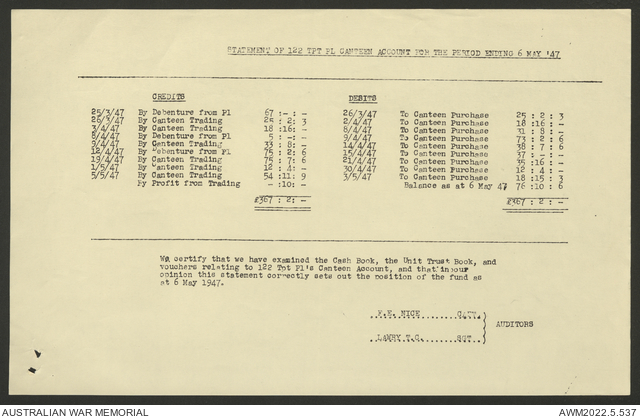 STATEMENT OF 122 TPT PL CANTEEN ACCOUNT FOR THE PERIOD ENDING 6 MAY '47
CREDITS DEBITS
25/3/47 By Debenture from Pl 67 :- : - 26/3/47 To Canteen Purchase 25 : 2 : 3
26/3/47 By Canteen Trading 25 : 2: 3 2/4/47 To Canteen Purchase 18 :16 : -
3/4/47 By Canteen Trading 18 :16: - 8/4/47 To Canteen Purchase 31 : 8 : -
8/4/47 By Debenture from Pl 5 : - : - 9/4/47 To Canteen Purchase 73 : 2 : 6
9/4/47 By Canteen Trading 33 : 8: - 14/4/47 To Canteen Purchase 38 : 7 : 6
12/4/47 By Debenture from Pl 75 : 2: 6 15/4/47 To Canteen Purchase 37 : - : -
19/4/47 By Canteen Trading 75 : 7: 6 21/4/47 To Canteen Purchase 35 :16 : -
1/5/47 By Canteen Trading 12 : 4: - 30/4/47 To Canteen Purchase 12 : 4 : -
5/5/47 By Canteen Trading 54 :11: 9 3/5/47 To Canteen Purchase 18 :15 : 3
By Profit from Trading - :10: - Balance as at 6 May 47 76 :10 : 6
£367 : 2: - £367 : 2 : -
We certify that we have examined the Cash Book, the Unit Trust Book, and
vouchers relating to 122 Tpt Pl's Canteen Account, and that inbour
opinion this statement correctly sets out the position of the fund as
at 6 May 1947.
NICE
AUDITORS
LAWRY T.C. SGT
AUSTRALIAN WAR MEMORIAL AWM2022.5.537